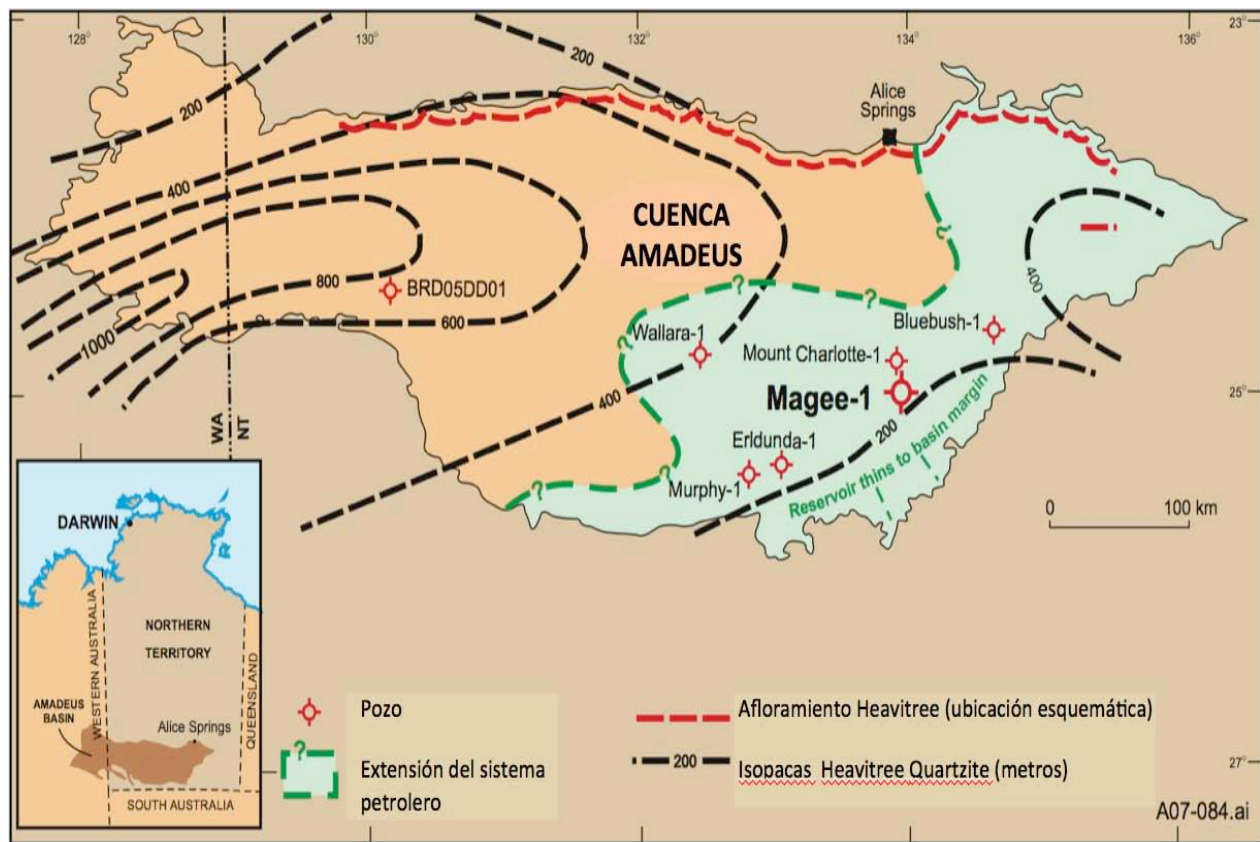 128°
130°
132°
134°
136°
23°
200
200
Alice
Springs
400
CUENCA
AMADEUS
400
800
BRD05DD01
600
1000
Wallara-1
Bluebush-1
Mount Charlotte-1
Magee-1
25°
400
200
WA
NT
Erldunda-1
Murphy-1
Reservoir thins to basin margin
0
100 km
?
?
?
?
?
?
DARWIN
NORTHERN
TERRITORY
WESTERN AUSTRALIA
QUEENSLAND
AMADEUS
BASIN
Alice Springs
SOUTH AUSTRALIA
Pozo
?
Extensión del sistema
petrolero
Afloramiento Heavitree (ubicación esquemática)
200
Isopacas Heavitree Quartzite (metros)
27°
A07-084.ai